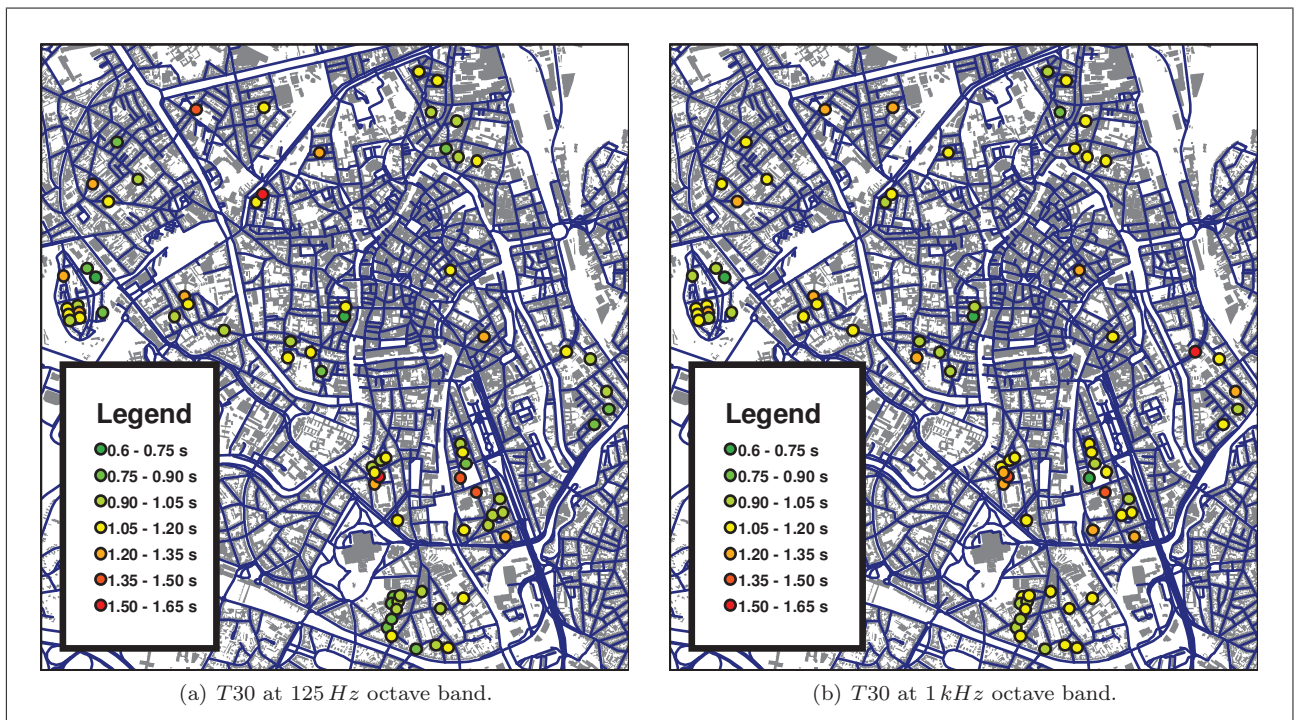 Legend
0.6 - 0.75 s
0.75 - 0.90 s
0.90 - 1.05 s
1.05 - 1.20 s
1.20 - 1.35 s
1.35 - 1.50 s
1.50 - 1.65 s
(a) T30 at 125 Hz octave band.
Legend
0.6 - 0.75 s
0.75 - 0.90 s
0.90 - 1.05 s
1.05 - 1.20 s
1.20 - 1.35 s
1.35 - 1.50 s
1.50 - 1.65 s
(b) T30 at 1 kHz octave band.